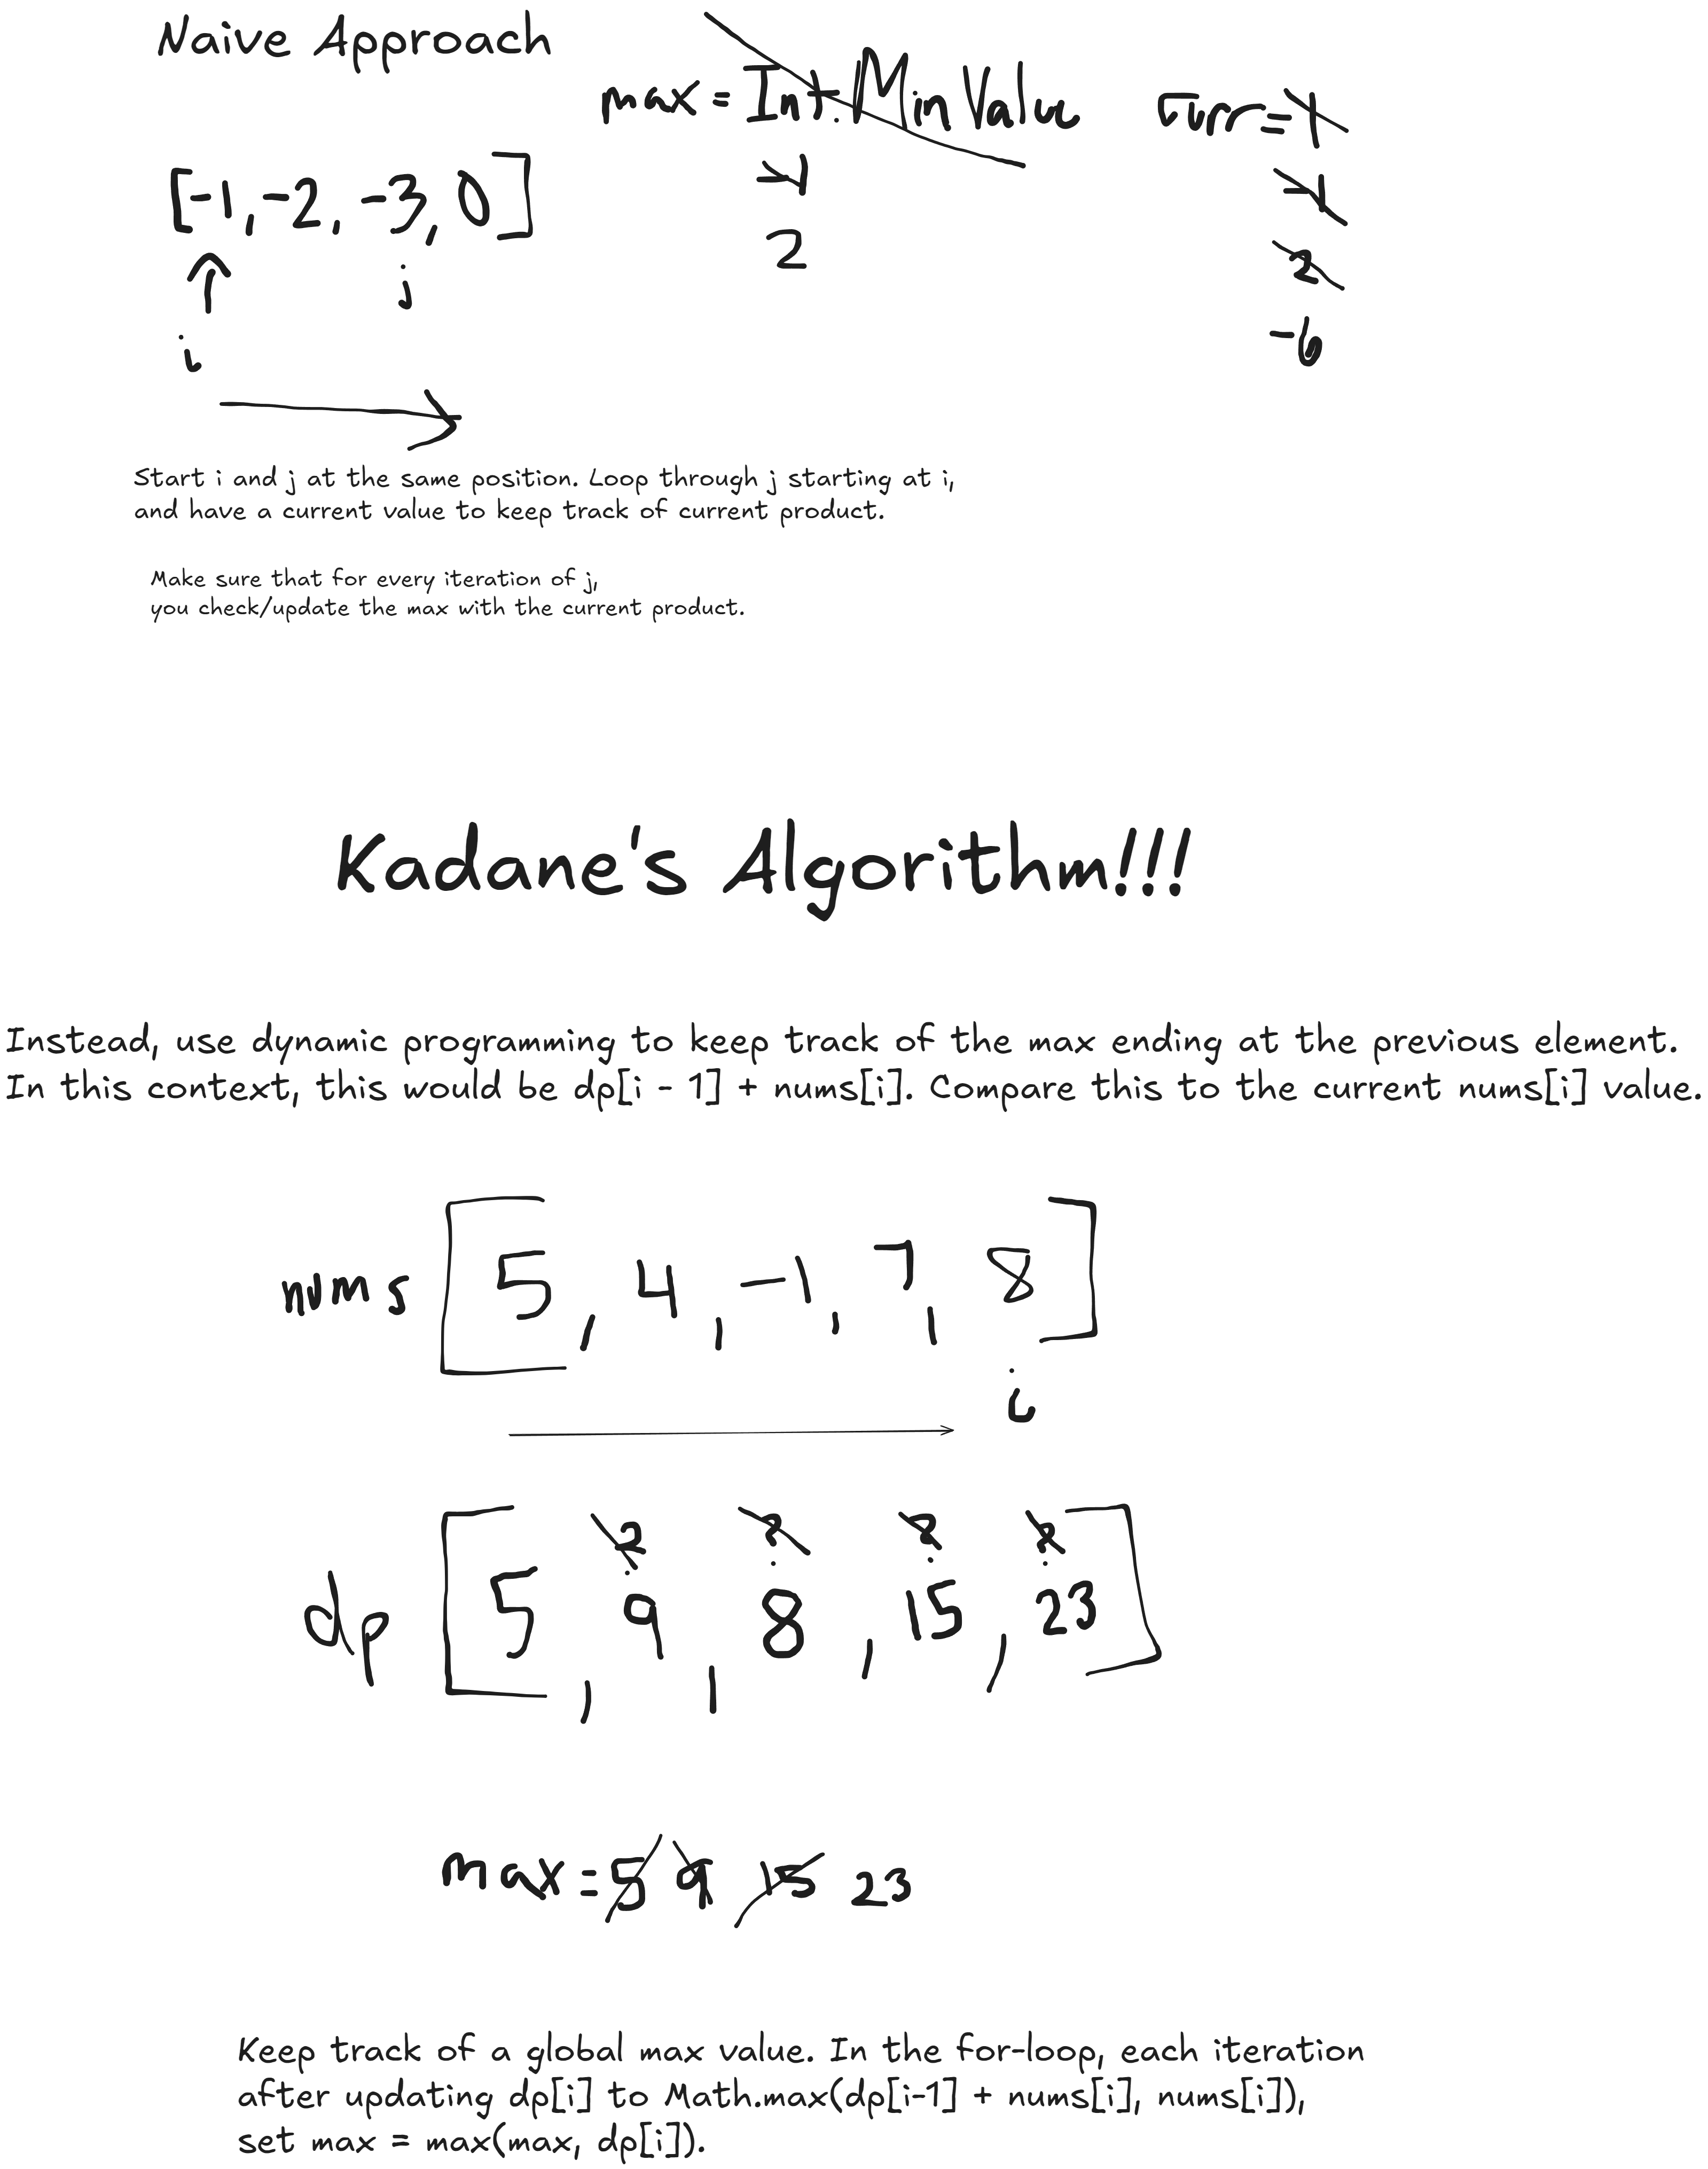 Naive Approach
max = Int.MinValue
curr = 1
-1
-1
[-1, -2, -3, 0]
2
2
j
-6
i
Start i and j at the same position. Loop through j starting at i,
and have a current value to keep track of current product.
Make sure that for every iteration of j,
you check/update the max with the current product.
Kadane's Algorithm!!!
Instead, use dynamic programming to keep track of the max ending at the previous element.
In this context, this would be dp[i - 1] + nums[i]. Compare this to the current nums[i] value.
nums [5, 4, -1, 7, 8]
i
? ? ? ?
dp [5, 9, 8, 15, 23]
max = 5 9 15 23
Keep track of a global max value. In the for-loop, each iteration
after updating dp[i] to Math.max(dp[i-1] + nums[i], nums[i]),
set max = max(max, dp[i]).